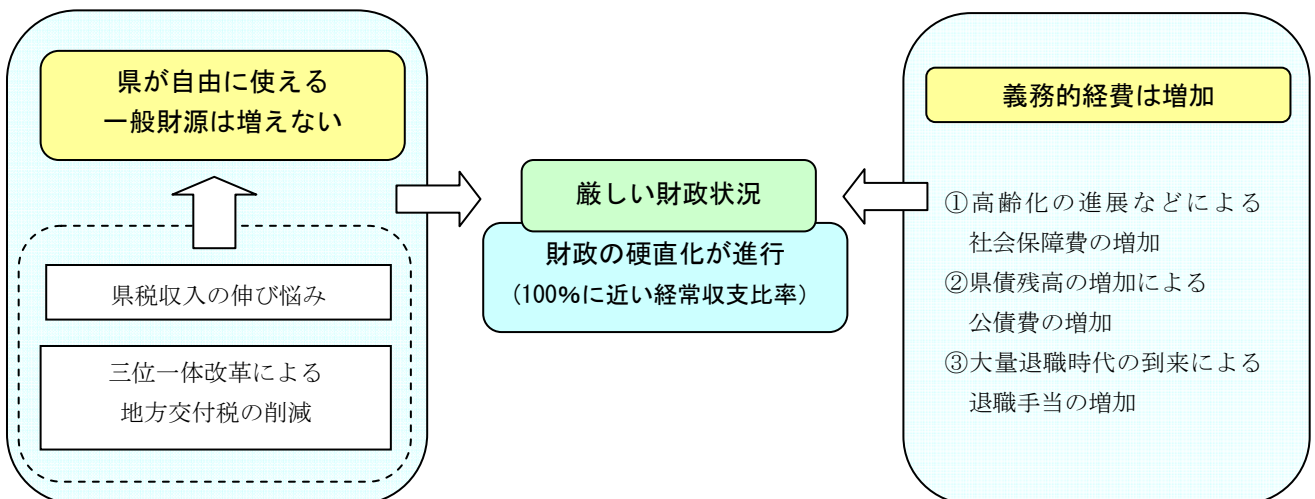 県が自由に使える
一般財源は増えない
県税収入の伸び悩み
三位一体改革による
地方交付税の削減
厳しい財政状況
財政の硬直化が進行
(100%に近い経常収支比率)
義務的経費は増加
①高齢化の進展などによる
社会保障費の増加
②県債残高の増加による
公債費の増加
③大量退職時代の到来による
退職手当の増加